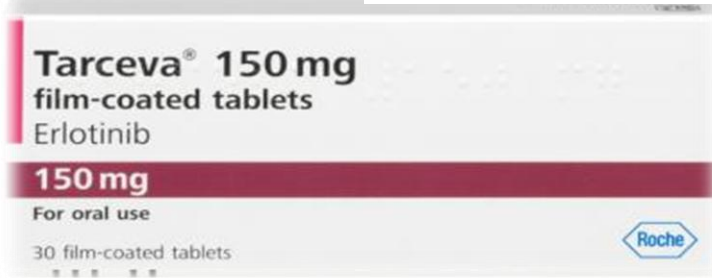 Tarceva® 150 mg
film-coated tablets
Erlotinib
150 mg
For oral use
30 film-coated tablets
Roche